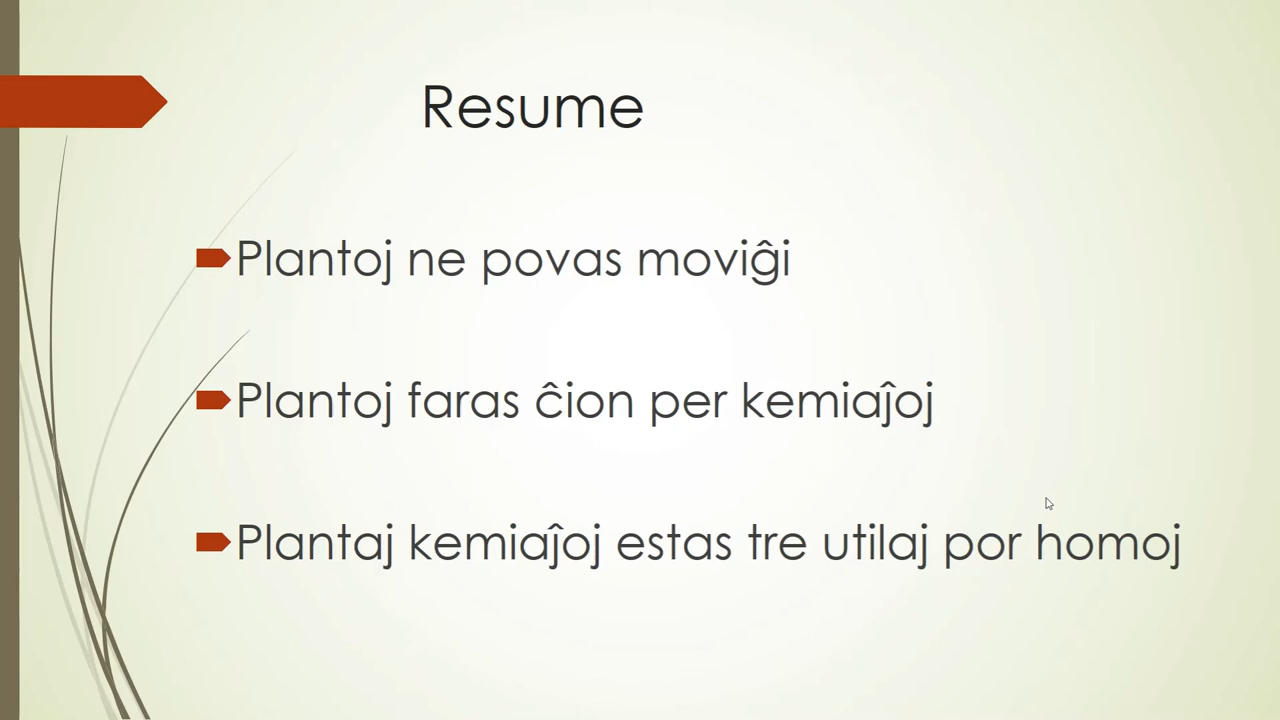 Resume
Plantoj ne povas moviĝi
Plantoj faras ĉion per kemiaĵoj
Plantaj kemiaĵoj estas tre utilaj por homoj